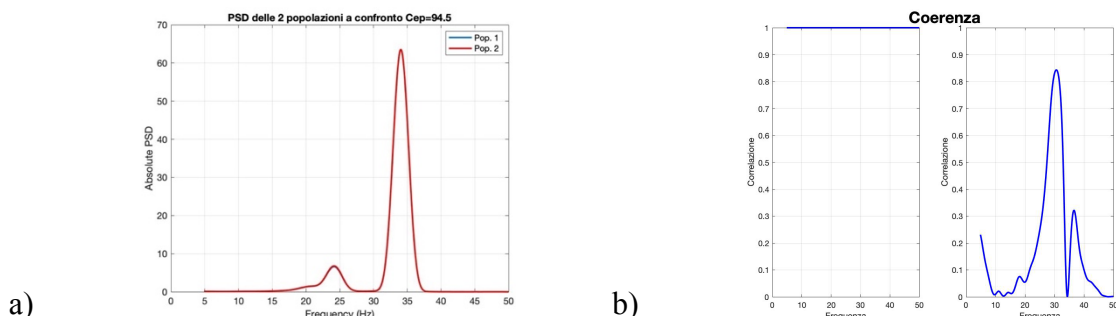 PSD delle 2 popolazioni a confronto Cep=94.5
70
60
50
40
30
20
10
0
Absolute PSD
Pop. 1
Pop. 2
0 5 10 15 20 25 30 35 40 45 50
Frequency (Hz)
a)
Coerenza
1
0.9
0.8
0.7
0.6
0.5
0.4
0.3
0.2
0.1
0
Correlazione
0 10 20 30 40 50
Frequenza
1
0.9
0.8
0.7
0.6
0.5
0.4
0.3
0.2
0.1
0
Correlazione
0 10 20 30 40 50
Frequenza
b)